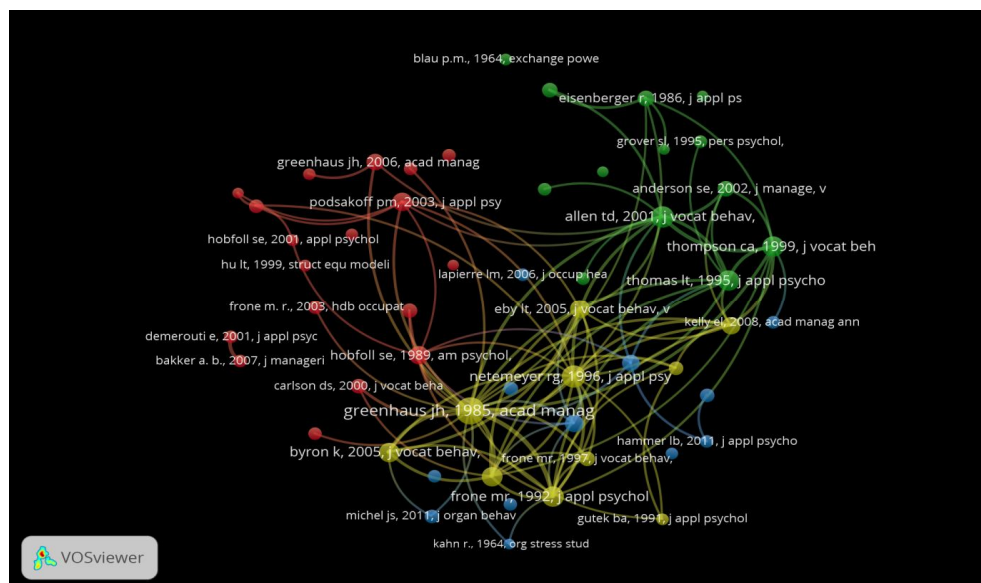 blau p.m., 1964, exchange powe
eisenberger r, 1986, j appl ps
grover sl, 1995, pers psychol,
greenhaus jh, 2006, acad manag
anderson se, 2002, j manage, v
podsakoff pm, 2003, j appl psy
allen td, 2001, j vocat behav,
hobfoll se, 2001, appl psychol
thompson ca, 1999, j vocat beh
hu lt, 1999, struct equ modeli
lapierre lm, 2006, j occup hea
thomas lt, 1995, j appl psycho
frone m. r., 2003, hdb occupat
eby lt, 2005, j vocat behav, v
kelly el, 2008, acad manag ann
demerouti e, 2001, j appl psyc
hobfoll se, 1989, am psychol,
bakker a. b., 2007, j manageri
netemeyer rg, 1996, j appl psy
carlson ds, 2000, j vocat beha
greenhaus jh, 1985, acad manag
hammer lb, 2011, j appl psycho
byron k, 2005, j vocat behav,
frone mr, 1997, j vocat behav,
frone mr, 1992, j appl psychol
michel js, 2011, j organ behav
gutek ba, 1991, j appl psychol
kahn r., 1964, org stress stud
VOSviewer